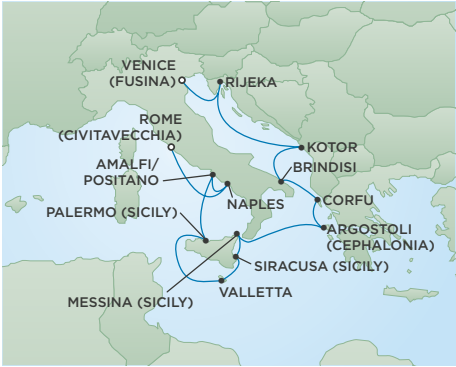 VENICE
(FUSINA)
RIJEKA
ROME
(CIVITAVECCHIA)
KOTOR
AMALFI/
POSITANO
BRINDISI
NAPLES
CORFU
PALERMO (SICILY)
ARGOSTOLI
(CEPHALONIA)
SIRACUSA (SICILY)
VALLETTA
MESSINA (SICILY)